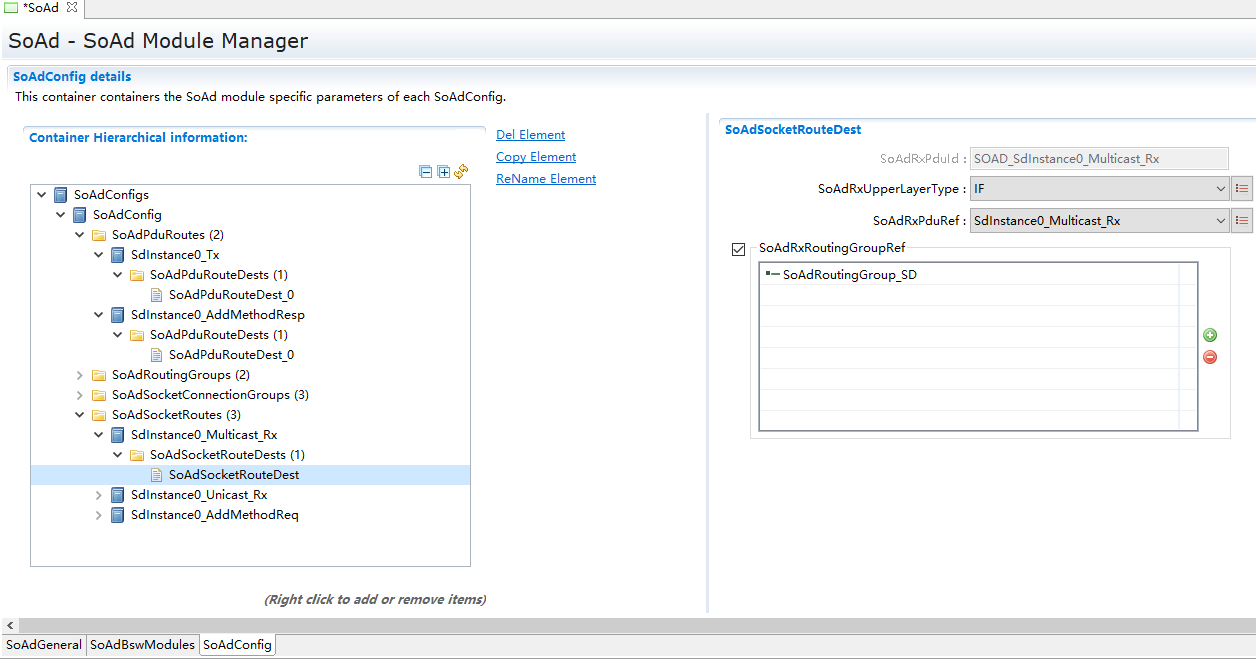 *SoAd
SoAd - SoAd Module Manager
SoAdConfig details
This container containers the SoAd module specific parameters of each SoAdConfig.
Container Hierarchical information:
Del Element
Copy Element
ReName Element
SoAdConfigs
SoAdConfig
SoAdPduRoutes (2)
SdInstance0_Tx
SoAdPduRouteDests (1)
SoAdPduRouteDest_0
SdInstance0_AddMethodResp
SoAdPduRouteDests (1)
SoAdPduRouteDest_0
SoAdRoutingGroups (2)
SoAdSocketConnectionGroups (3)
SoAdSocketRoutes (3)
SdInstance0_Multicast_Rx
SoAdSocketRouteDests (1)
SoAdSocketRouteDest
SdInstance0_Unicast_Rx
SdInstance0_AddMethodReq
(Right click to add or remove items)
SoAdSocketRouteDest
SoAdRxPduId : SOAD_SdInstance0_Multicast_Rx
SoAdRxUpperLayerType : IF
SoAdRxPduRef : SdInstance0_Multicast_Rx
SoAdRxRoutingGroupRef
SoAdRoutingGroup_SD
SoAdGeneral SoAdBswModules SoAdConfig